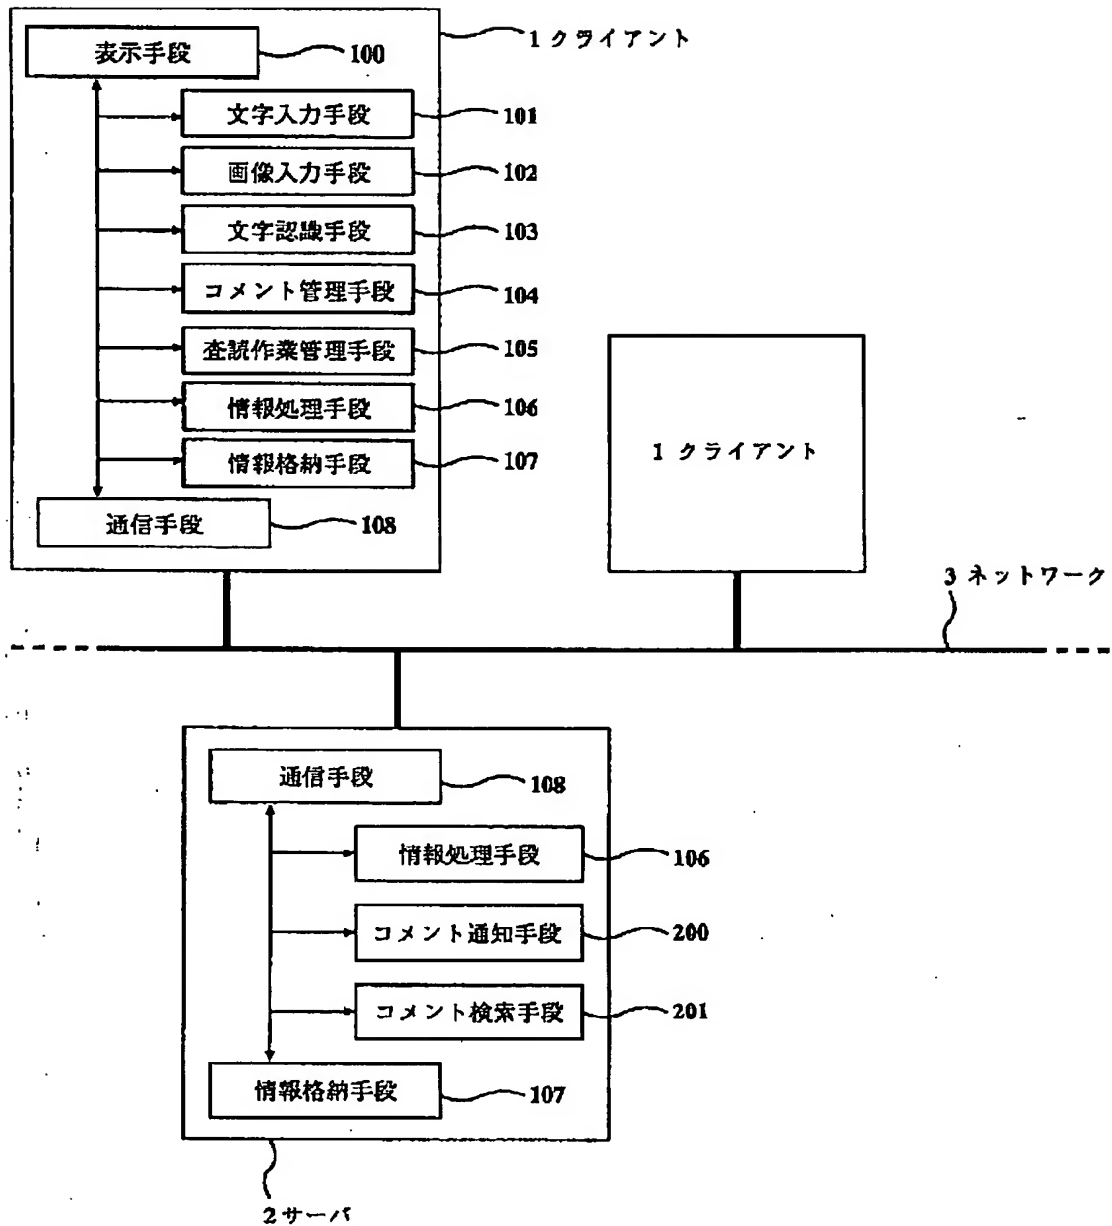 1 クライアント
表示手段 100
文字入力手段 101
画像入力手段 102
文字認識手段 103
コメント管理手段 104
査読作業管理手段 105
情報処理手段 106
情報格納手段 107
通信手段 108
1 クライアント
3 ネットワーク
通信手段 108
情報処理手段 106
コメント通知手段 200
コメント検索手段 201
情報格納手段 107
2 サーバ